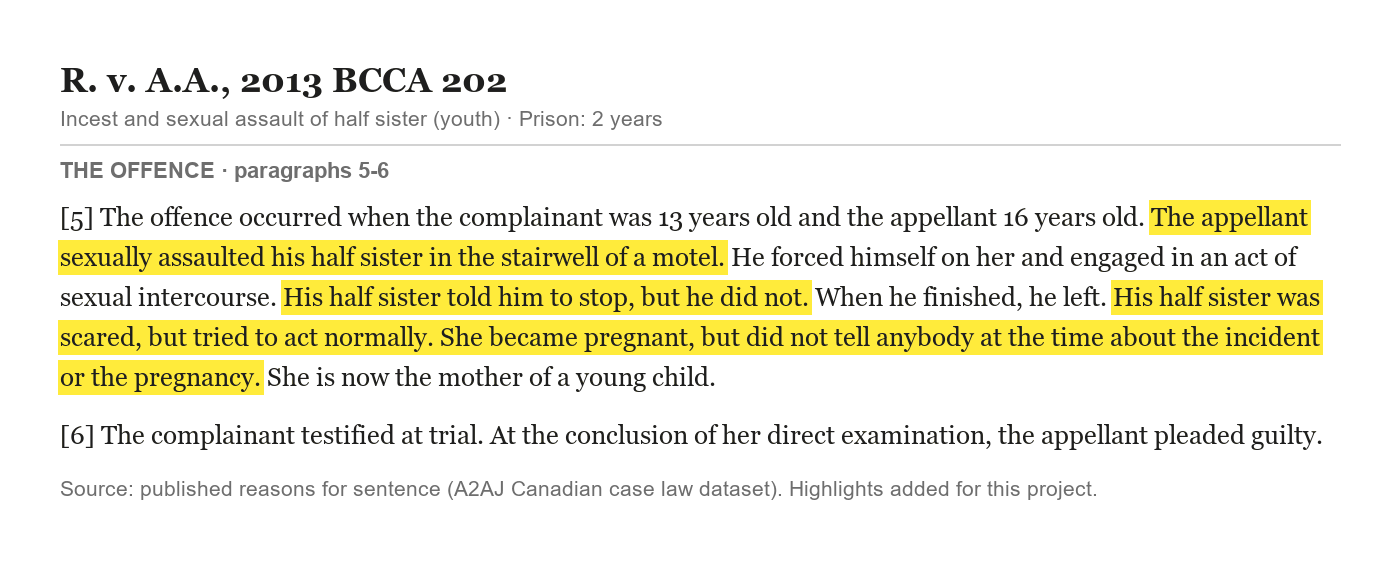 R. v. A.A., 2013 BCCA 202
Incest and sexual assault of half sister (youth) · Prison: 2 years
THE OFFENCE · paragraphs 5-6
[5] The offence occurred when the complainant was 13 years old and the appellant 16 years old. The appellant
sexually assaulted his half sister in the stairwell of a motel. He forced himself on her and engaged in an act of
sexual intercourse. His half sister told him to stop, but he did not. When he finished, he left. His half sister was
scared, but tried to act normally. She became pregnant, but did not tell anybody at the time about the incident
or the pregnancy. She is now the mother of a young child.
[6] The complainant testified at trial. At the conclusion of her direct examination, the appellant pleaded guilty.
Source: published reasons for sentence (A2AJ Canadian case law dataset). Highlights added for this project.